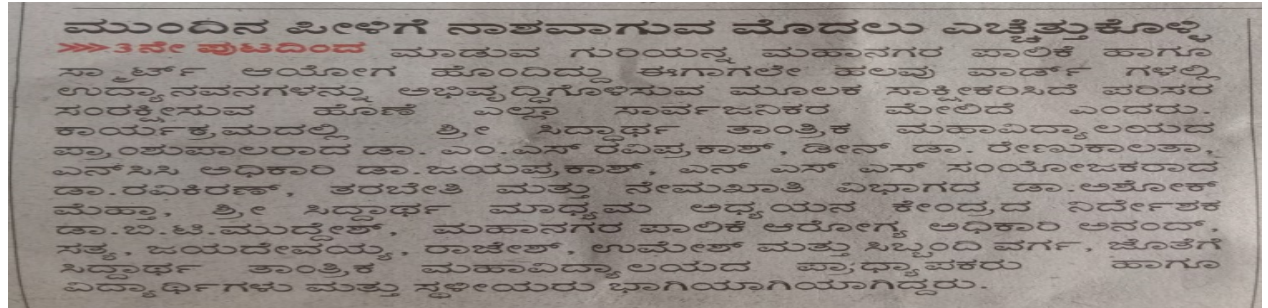 ಮುಂದಿನ ಪೀಳಿಗೆ ನಾಶವಾಗುವ ಮೊದಲು ಎಚ್ಚೆತ್ತುಕೊಳ್ಳಿ
>>> 3ನೇ ಪುಟದಿಂದ ಮಾಡುವ ಗುರಿಯನ್ನು ಮಹಾನಗರ ಪಾಲಿಕೆ ಹಾಗೂ
ಸ್ಮಾರ್ಟ್ ಆಯೋಗ ಹೊಂದಿದ್ದು ಈಗಾಗಲೇ ಹಲವು ವಾರ್ಡ್ ಗಳಲ್ಲಿ
ಉದ್ಯಾನವನಗಳನ್ನು ಅಭಿವೃದ್ಧಿಗೊಳಿಸುವ ಮೂಲಕ ಸಾಕ್ಷೀಕರಿಸಿದೆ ಪರಿಸರ
ಸಂರಕ್ಷಿಸುವ ಹೊಣೆ ಎಲ್ಲಾ ಸಾರ್ವಜನಿಕರ ಮೇಲಿದೆ ಎಂದರು.
ಕಾರ್ಯಕ್ರಮದಲ್ಲಿ ಶ್ರೀ ಸಿದ್ಧಾರ್ಥ ತಾಂತ್ರಿಕ ಮಹಾವಿದ್ಯಾಲಯದ
ಪ್ರಾಂಶುಪಾಲರಾದ ಡಾ. ಎಂ.ಎಸ್ ರವಿಪ್ರಕಾಶ್, ಡೀನ್ ಡಾ. ರೇಣುಕಾಲತಾ,
ಎನ್‌ಸಿಸಿ ಅಧಿಕಾರಿ ಡಾ.ಜಯಪ್ರಕಾಶ್, ಎನ್ ಎಸ್ ಎಸ್ ಸಂಯೋಜಕರಾದ
ಡಾ.ರವಿಕಿರಣ್, ತರಬೇತಿ ಮತ್ತು ನೇಮಖಾತಿ ವಿಭಾಗದ ಡಾ.ಅಶೋಕ್
ಮೆಹ್ತಾ, ಶ್ರೀ ಸಿದ್ಧಾರ್ಥ ಮಾಧ್ಯಮ ಅಧ್ಯಯನ ಕೇಂದ್ರದ ನಿರ್ದೇಶಕ
ಡಾ.ಬಿ.ಟಿ.ಮುದ್ದೇಶ್, ಮಹಾನಗರ ಪಾಲಿಕೆ ಆರೋಗ್ಯ ಅಧಿಕಾರಿ ಆನಂದ್,
ಸತ್ಯ, ಜಯದೇವಯ್ಯ, ರಾಜೇಶ್, ಉಮೇಶ್ ಮತ್ತು ಸಿಬ್ಬಂದಿ ವರ್ಗ, ಜೊತೆಗೆ
ಸಿದ್ಧಾರ್ಥ ತಾಂತ್ರಿಕ ಮಹಾವಿದ್ಯಾಲಯದ ಪ್ರಾಧ್ಯಾಪಕರು ಹಾಗೂ
ವಿದ್ಯಾರ್ಥಿಗಳು ಮತ್ತು ಸ್ಥಳೀಯರು ಭಾಗಿಯಾಗಿಯಾಗಿದ್ದರು.